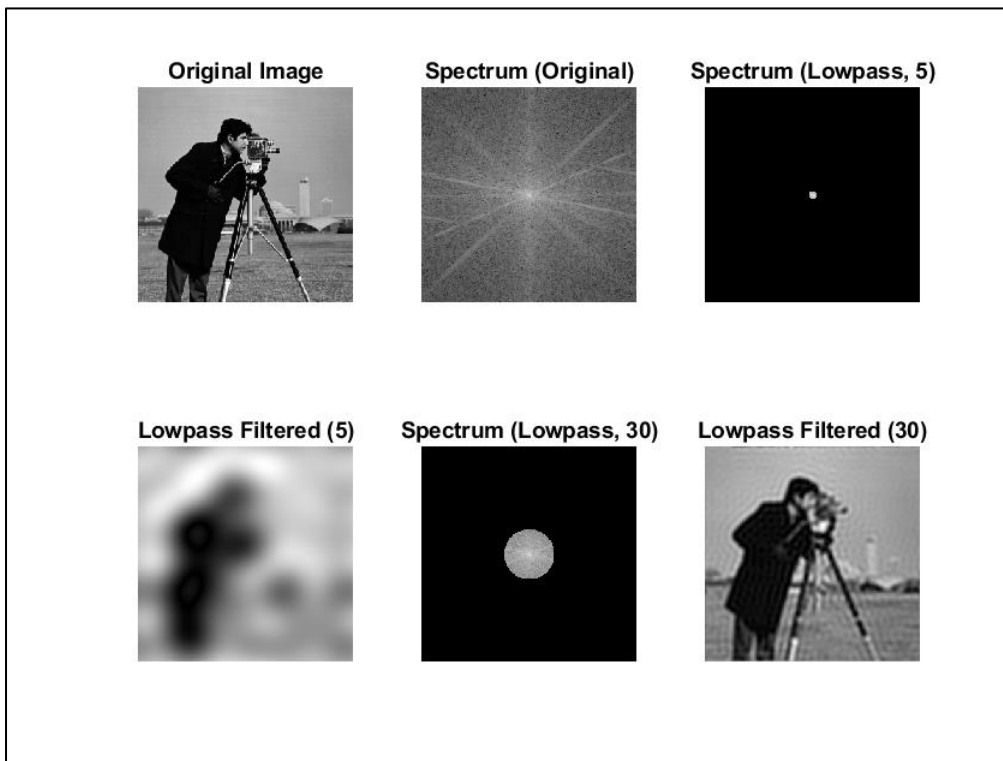 Original Image
Spectrum (Original)
Spectrum (Lowpass, 5)
Lowpass Filtered (5)
Spectrum (Lowpass, 30)
Lowpass Filtered (30)